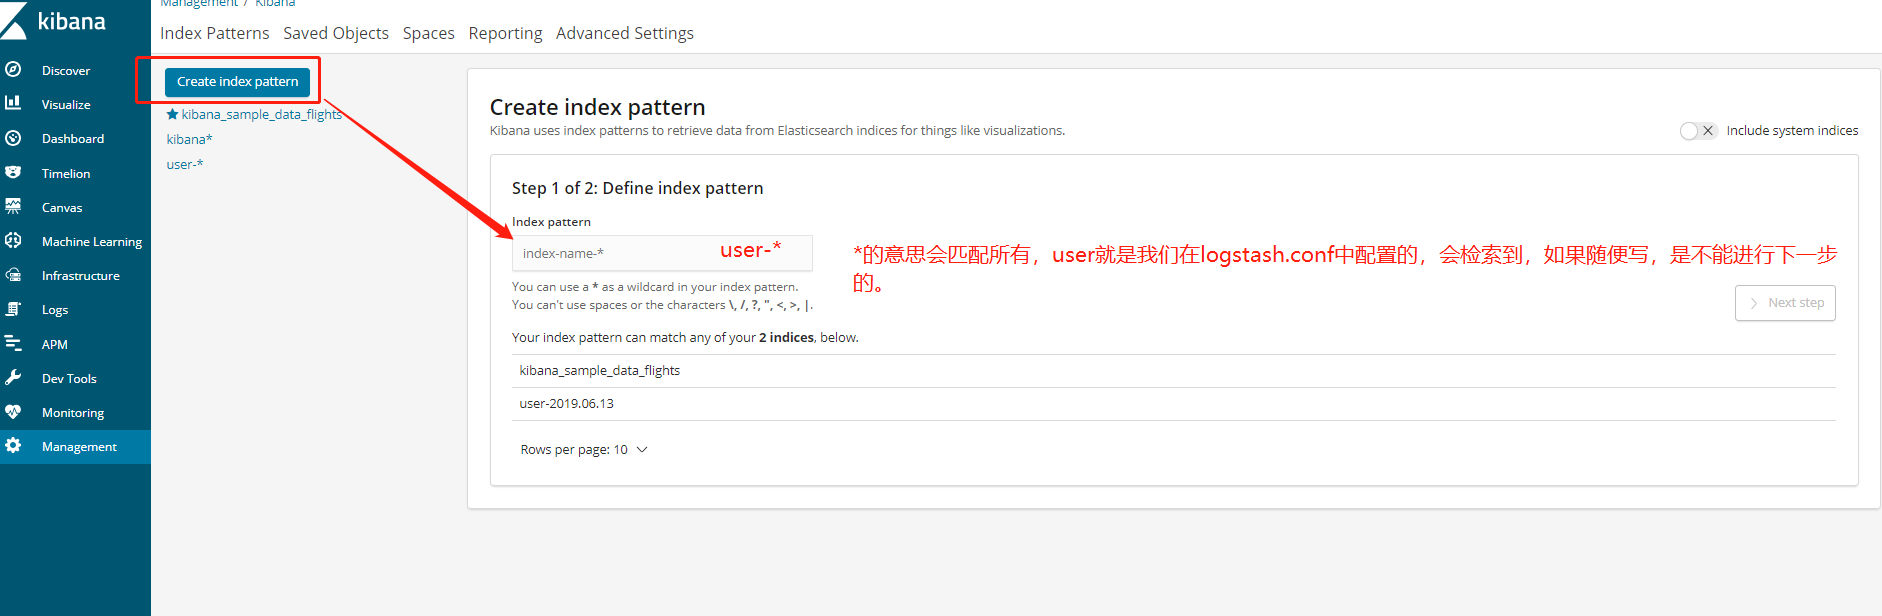 Management / Kibana
kibana
Index Patterns Saved Objects Spaces Reporting Advanced Settings
Discover
Visualize
Dashboard
Timelion
Canvas
Machine Learning
Infrastructure
Logs
APM
Dev Tools
Monitoring
Management
Create index pattern
kibana_sample_data_flights
kibana*
user-*
Create index pattern
Kibana uses index patterns to retrieve data from Elasticsearch indices for things like visualizations.
Include system indices
Step 1 of 2: Define index pattern
Index pattern
index-name-*
user-*
*的意思会匹配所有，user就是我们在logstash.conf中配置的，会检索到，如果随便写，是不能进行下一步
的。
You can use a * as a wildcard in your index pattern.
You can't use spaces or the characters \, /, ?, ", <, >, |.
Next step
Your index pattern can match any of your 2 indices, below.
kibana_sample_data_flights
user-2019.06.13
Rows per page: 10